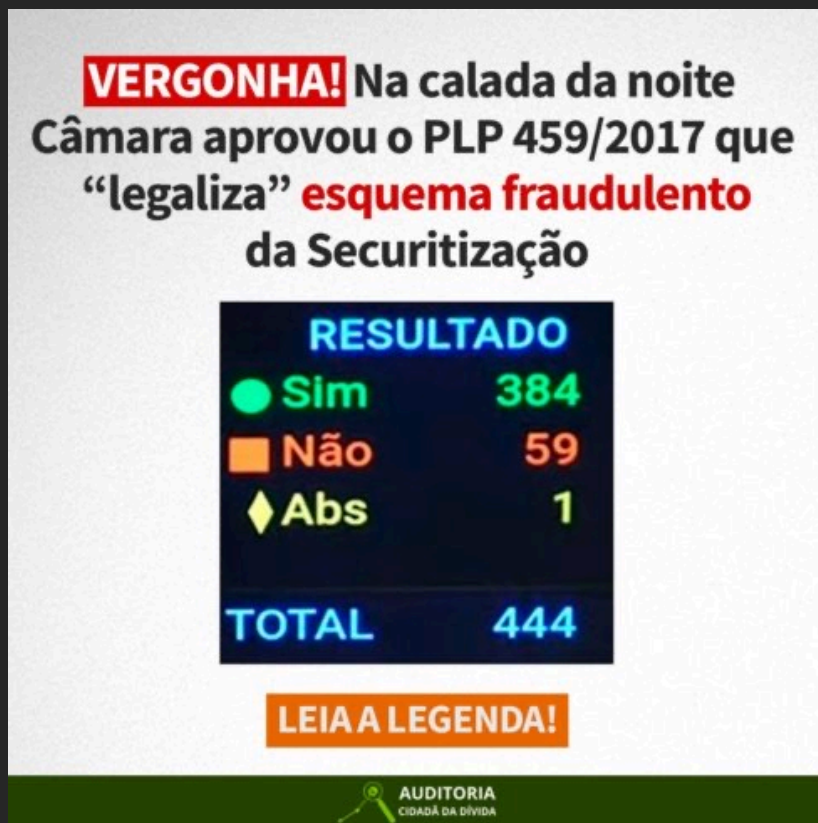 VERGONHA! Na calada da noite
Câmara aprovou o PLP 459/2017 que
“legaliza” esquema fraudulento
da Securitização
RESULTADO
Sim 384
Não 59
Abs 1
TOTAL 444
LEIA A LEGENDA!
AUDITORIA
CIDADÃ DA DÍVIDA